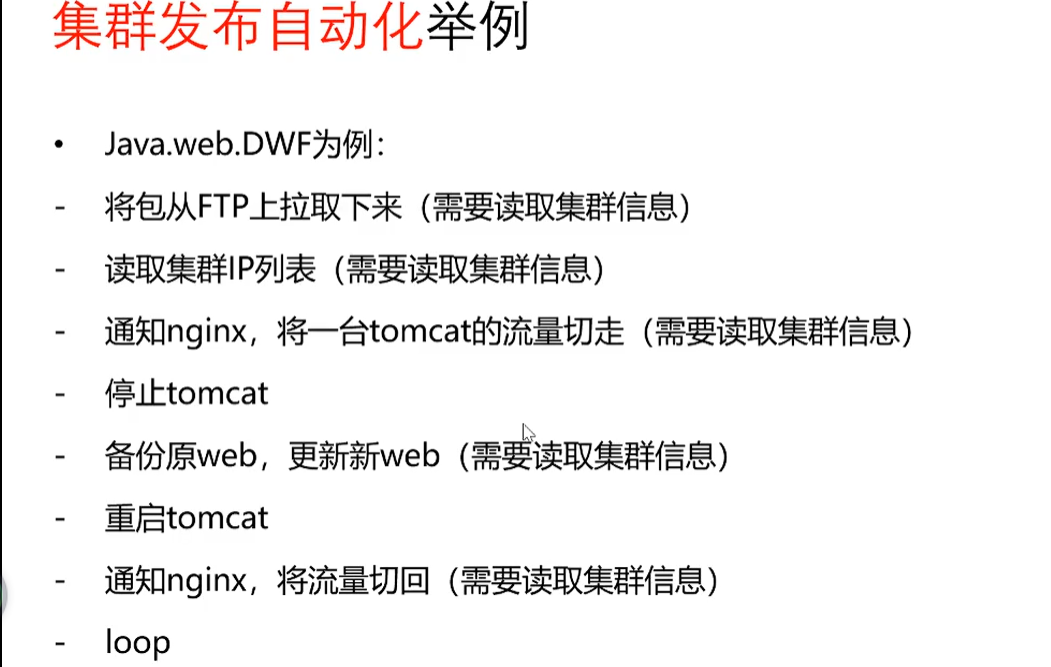 集群发布自动化举例
• Java.web.DWF为例：
- 将包从FTP上拉取下来（需要读取集群信息）
- 读取集群IP列表（需要读取集群信息）
- 通知nginx，将一台tomcat的流量切走（需要读取集群信息）
- 停止tomcat
- 备份原web，更新新web（需要读取集群信息）
- 重启tomcat
- 通知nginx，将流量切回（需要读取集群信息）
- loop